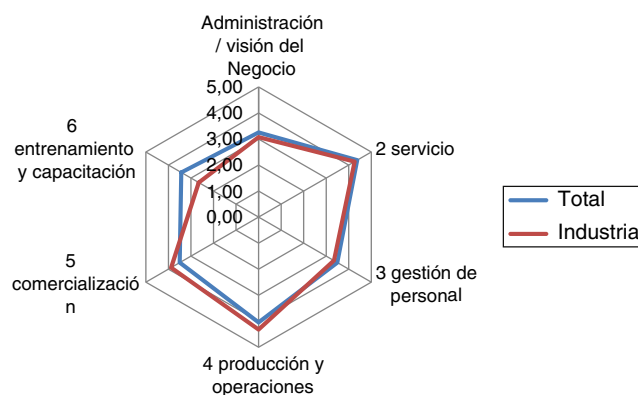 Administración
/ visión del
Negocio
5,00
4,00
3,00
2,00
1,00
0,00
2 servicio
3 gestión de
personal
4 producción y
operaciones
5
comercializació
n
6
entrenamiento
y capacitación
Total
Industria